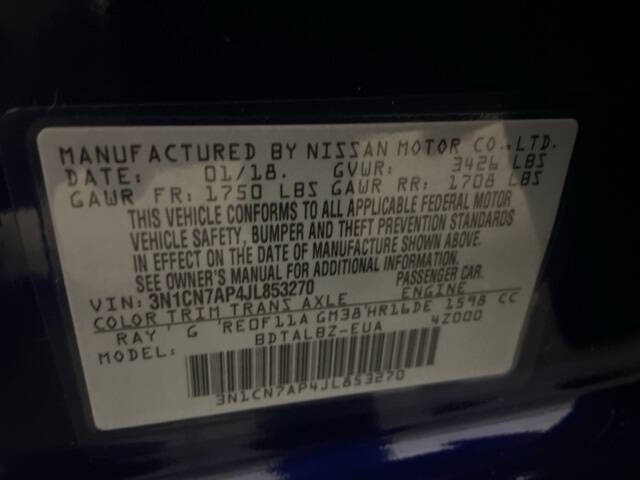 MANUFACTURED BY NISSAN MOTOR CO.,LTD.
DATE: 01/18. GVWR: 3426 LBS
GAWR FR: 1750 LBS GAWR RR: 1708 LBS
THIS VEHICLE CONFORMS TO ALL APPLICABLE FEDERAL MOTOR
VEHICLE SAFETY, BUMPER AND THEFT PREVENTION STANDARDS
IN EFFECT ON THE DATE OF MANUFACTURE SHOWN ABOVE.
SEE OWNER'S MANUAL FOR ADDITIONAL INFORMATION.
VIN: 3N1CN7AP4JL853270 PASSENGER CAR.
COLOR TRIM TRANS AXLE ENGINE
RAY' G 'RE0F11A GM38'HR16DE 1598 CC
MODEL: BDTALBZ-EUA 4Z000
3N1CN7AP4JL853270